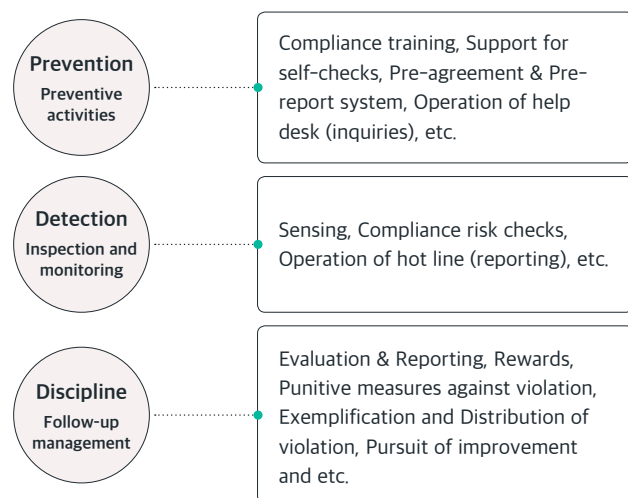 Prevention
Preventive
activities
Compliance training, Support for
self-checks, Pre-agreement & Pre-
report system, Operation of help
desk (inquiries), etc.
Detection
Inspection and
monitoring
Sensing, Compliance risk checks,
Operation of hot line (reporting), etc.
Discipline
Follow-up
management
Evaluation & Reporting, Rewards,
Punitive measures against violation,
Exemplification and Distribution of
violation, Pursuit of improvement
and etc.